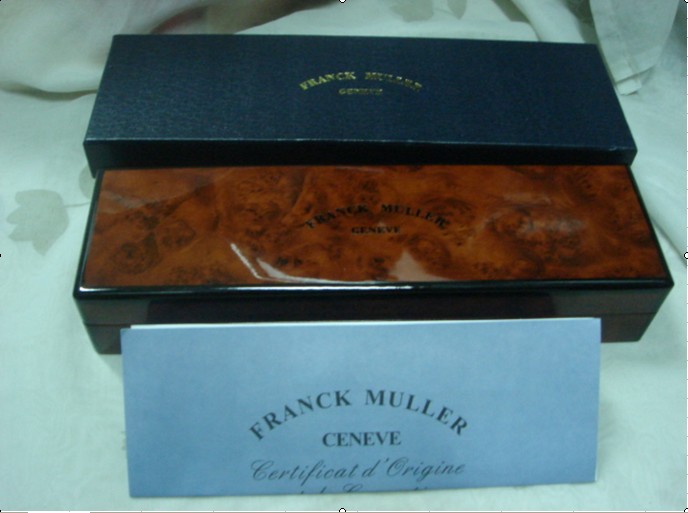 FRANCK MULLER
GENEVE
FRANCK MULLER
GENEVE
FRANCK MULLER
CENEVE
Certificat d'Origine